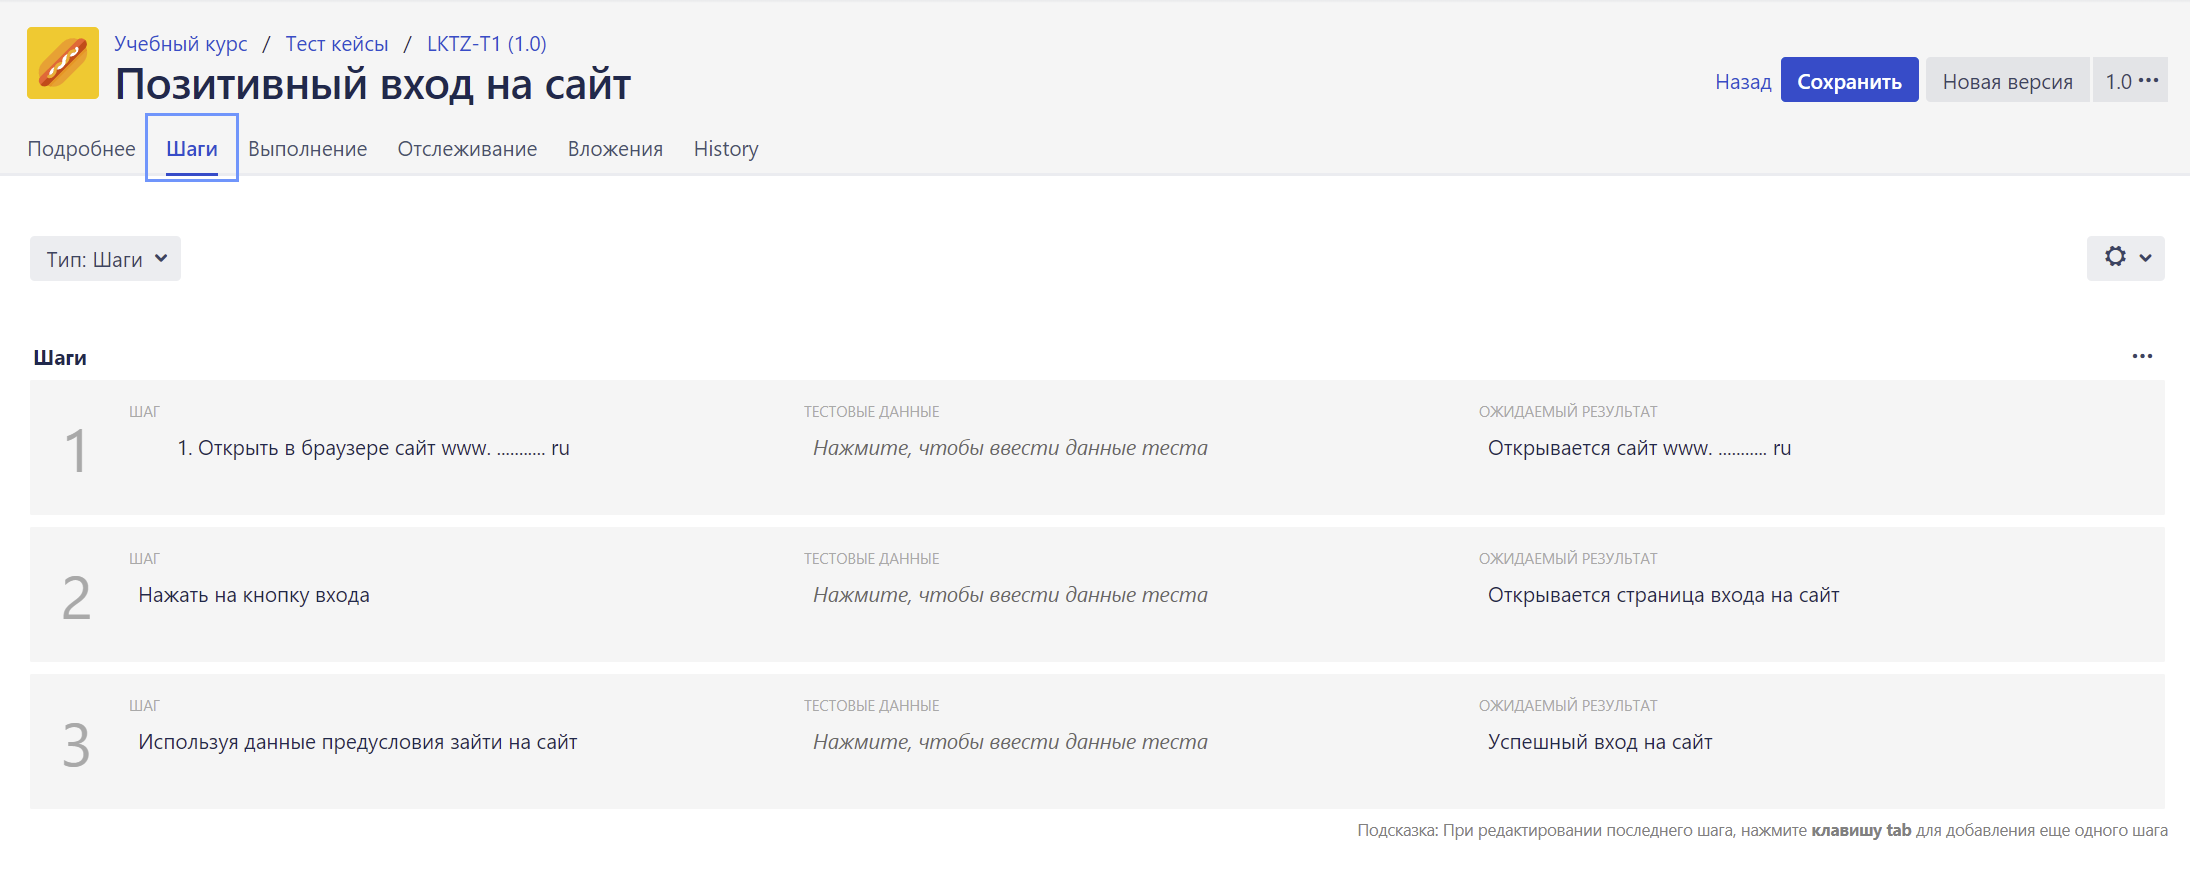 Учебный курс / Тест кейсы / LKTZ-T1 (1.0)
Позитивный вход на сайт
Назад Сохранить Новая версия 1.0 •••
Подробнее Шаги Выполнение Отслеживание Вложения History
Тип: Шаги
Шаги •••
1 ШАГ ТЕСТОВЫЕ ДАННЫЕ ОЖИДАЕМЫЙ РЕЗУЛЬТАТ
1. Открыть в браузере сайт www. ........... ru Нажмите, чтобы ввести данные теста Открывается сайт www. ........... ru
2 ШАГ ТЕСТОВЫЕ ДАННЫЕ ОЖИДАЕМЫЙ РЕЗУЛЬТАТ
Нажать на кнопку входа Нажмите, чтобы ввести данные теста Открывается страница входа на сайт
3 ШАГ ТЕСТОВЫЕ ДАННЫЕ ОЖИДАЕМЫЙ РЕЗУЛЬТАТ
Используя данные предусловия зайти на сайт Нажмите, чтобы ввести данные теста Успешный вход на сайт
Подсказка: При редактировании последнего шага, нажмите клавишу tab для добавления еще одного шага